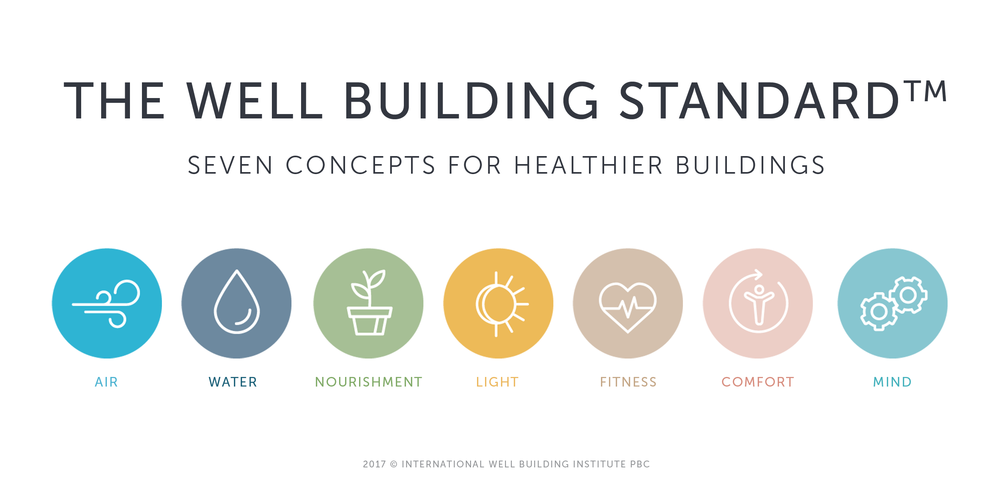 THE WELL BUILDING STANDARD™
SEVEN CONCEPTS FOR HEALTHIER BUILDINGS
AIR WATER NOURISHMENT LIGHT FITNESS COMFORT MIND
2017 © INTERNATIONAL WELL BUILDING INSTITUTE PBC